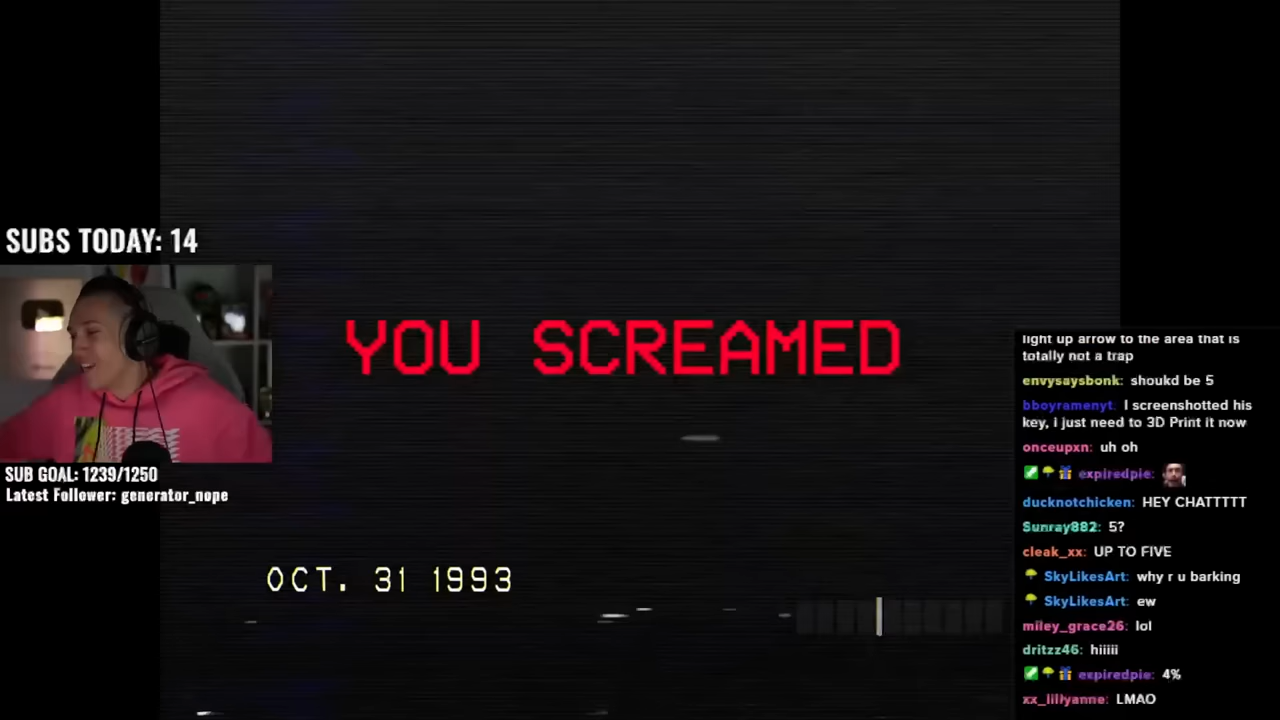 SUBS TODAY: 14
YOU SCREAMED
SUB GOAL: 1239/1250
Latest Follower: generator_nope
OCT. 31 1993
light up arrow to the area that is
totally not a trap
envysaysbonk: shoukd be 5
bboyramenyt: I screenshotted his
key, i just need to 3D Print it now
onceupxn: uh oh
expiredpie:
ducknotchicken: HEY CHATTTTT
Sunray882: 5?
cleak_xx: UP TO FIVE
SkyLikesArt: why r u barking
SkyLikesArt: ew
miley_grace26: lol
dritzz46: hiiiii
expiredpie: 4%
xx_lillyanne: LMAO